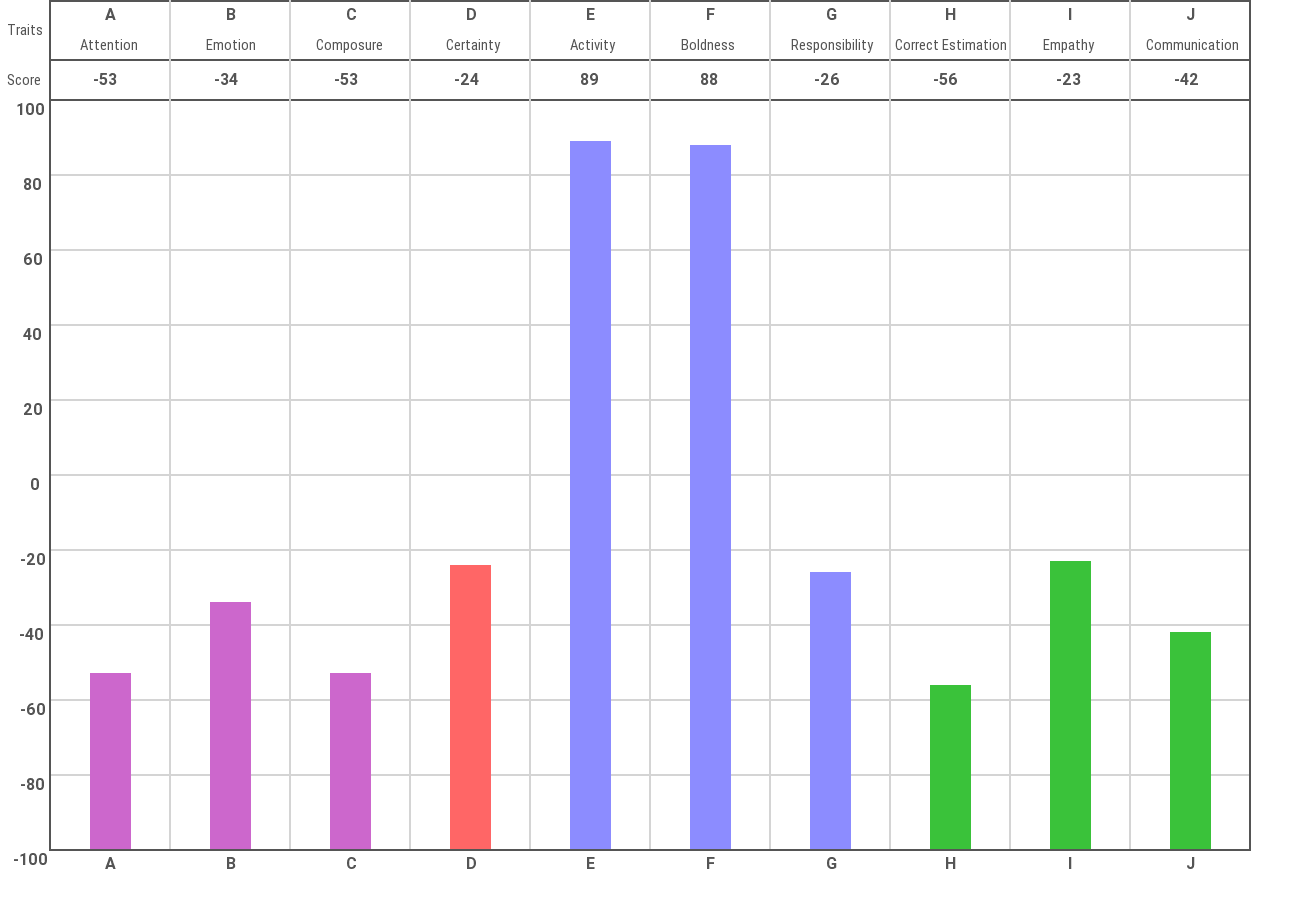 A B C D E F G H I J
Traits
Attention Emotion Composure Certainty Activity Boldness Responsibility Correct Estimation Empathy Communication
Score -53 -34 -53 -24 89 88 -26 -56 -23 -42
100
80
60
40
20
0
-20
-40
-60
-80
-100
A B C D E F G H I J